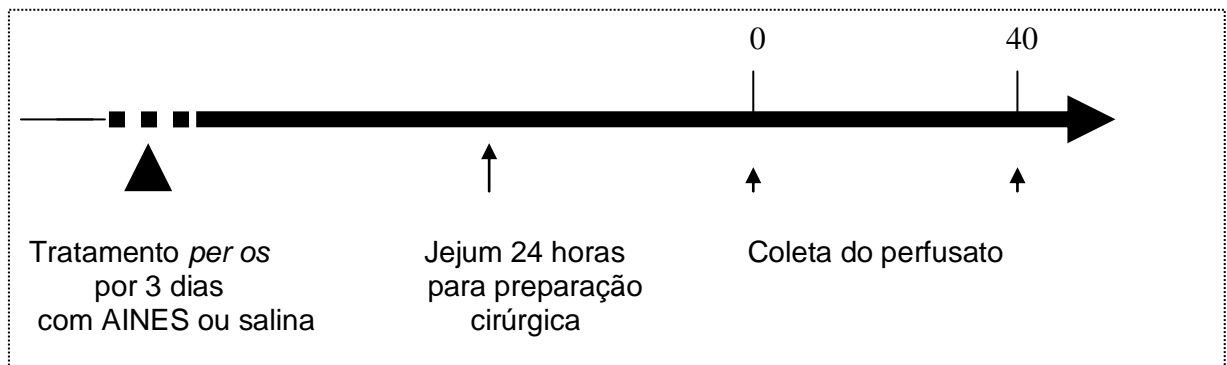 0 40
Tratamento per os
por 3 dias
com AINES ou salina
Jejum 24 horas
para preparação
cirúrgica
Coleta do perfusato